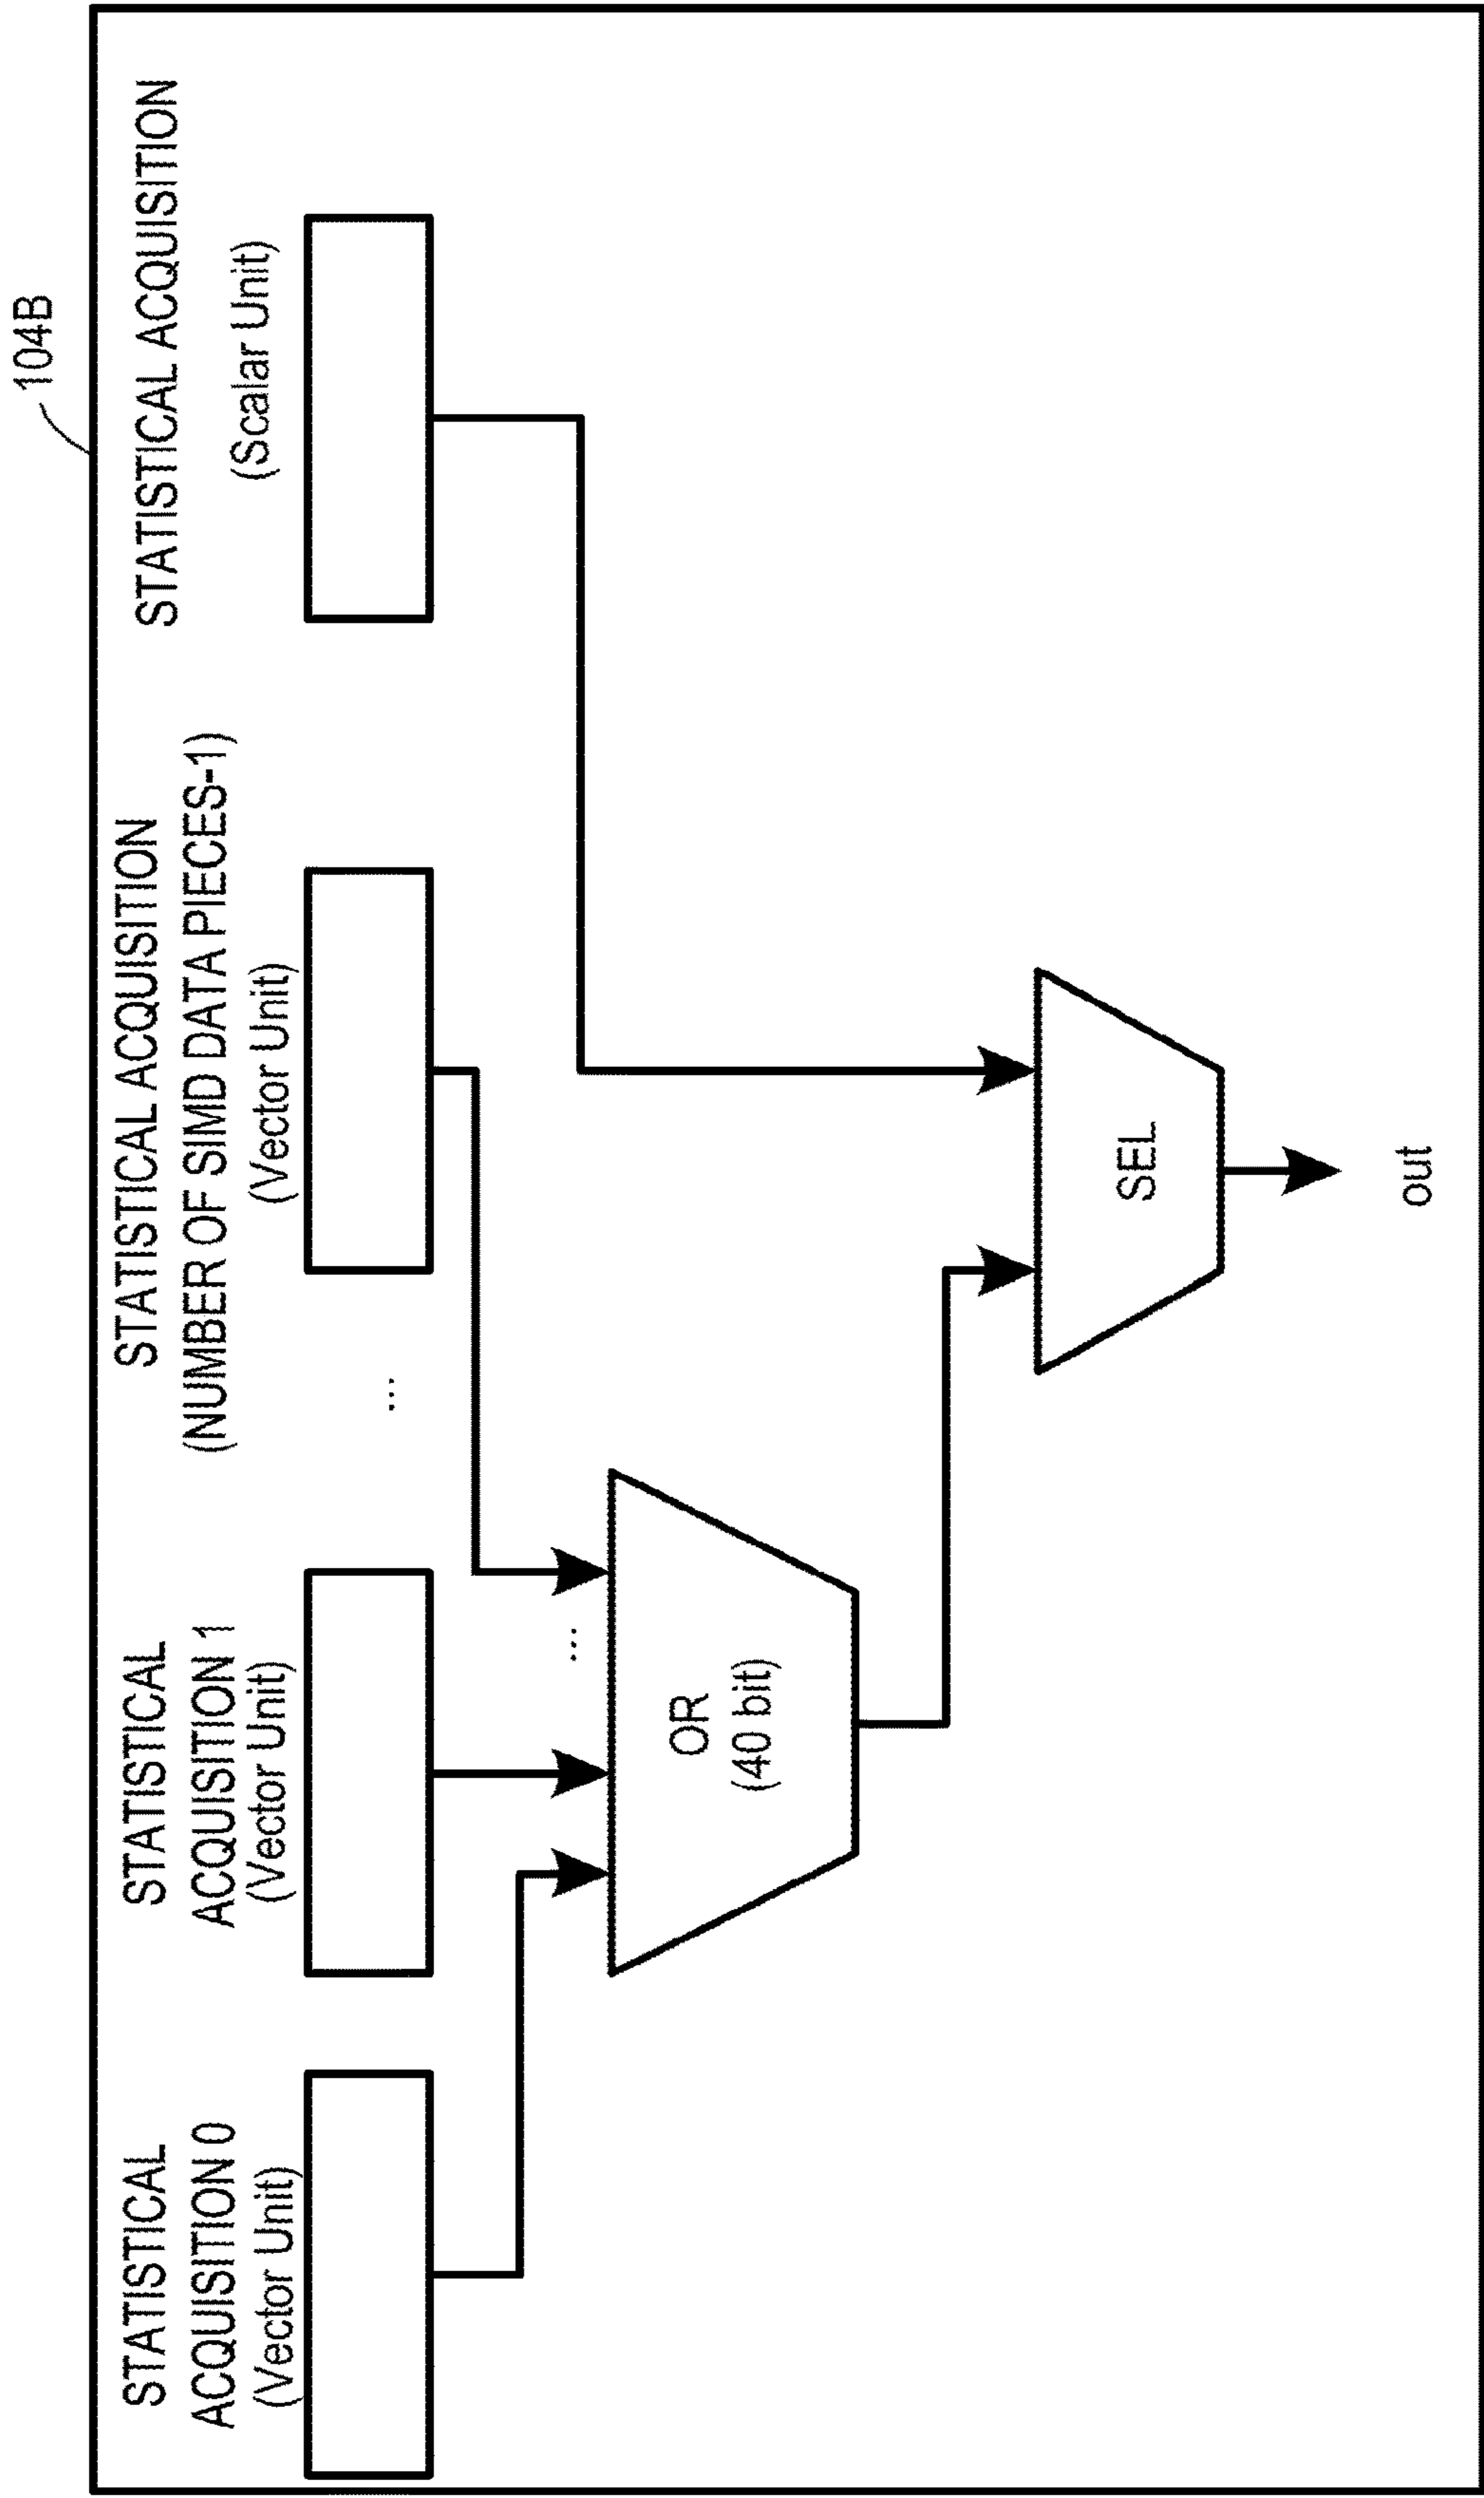 104B
STATISTICAL
ACQUISITION 0
(Vector Unit)
STATISTICAL
ACQUISITION 1
(Vector Unit)
STATISTICAL ACQUISITION
(NUMBER OF SIMD DATA PIECES-1)
(Vector Unit)
STATISTICAL ACQUISITION
(Scalar Unit)
...
...
OR
(40 bit)
SEL
out